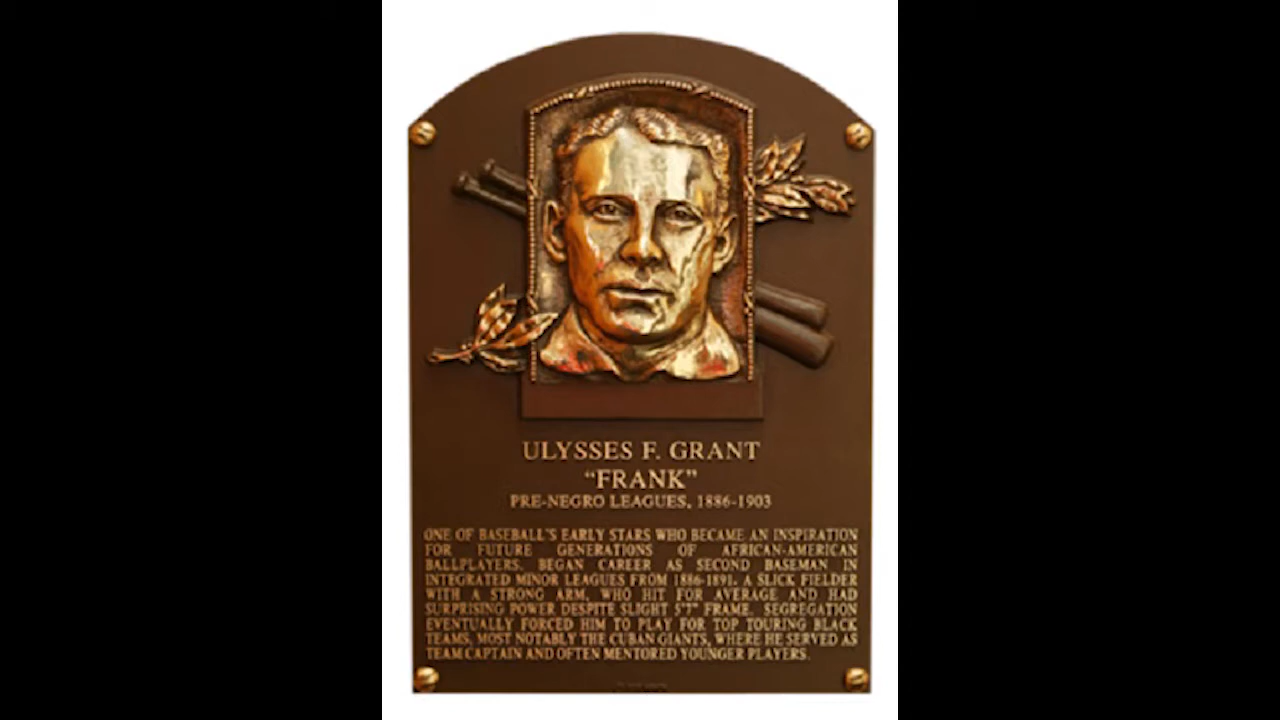 ULYSSES F. GRANT
“FRANK”
PRE-NEGRO LEAGUES, 1886-1903
ONE OF BASEBALL'S EARLY STARS WHO BECAME AN INSPIRATION
FOR FUTURE GENERATIONS OF AFRICAN-AMERICAN
BALLPLAYERS. BEGAN CAREER AS SECOND BASEMAN IN
INTEGRATED MINOR LEAGUES FROM 1886-1891. A SLICK FIELDER
WITH A STRONG ARM, WHO HIT FOR AVERAGE AND HAD
SURPRISING POWER DESPITE SLIGHT 5'7" FRAME. SEGREGATION
EVENTUALLY FORCED HIM TO PLAY FOR TOP TOURING BLACK
TEAMS, MOST NOTABLY THE CUBAN GIANTS, WHERE HE SERVED AS
TEAM CAPTAIN AND OFTEN MENTORED YOUNGER PLAYERS.